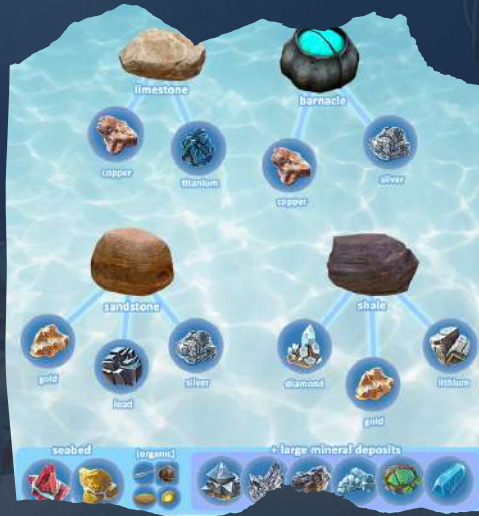 limestone
barnacle
copper
titanium
copper
silver
sandstone
shale
gold
lead
silver
diamond
gold
lithium
seabed
(organic)
+ large mineral deposits